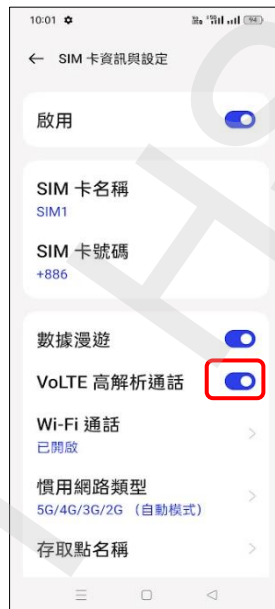 10:01
94
SIM 卡資訊與設定
啟用
SIM 卡名稱
SIM1
SIM 卡號碼
+886
數據漫遊
VoLTE 高解析通話
Wi-Fi 通話
已開啟
慣用網路類型
5G/4G/3G/2G （自動模式）
存取點名稱